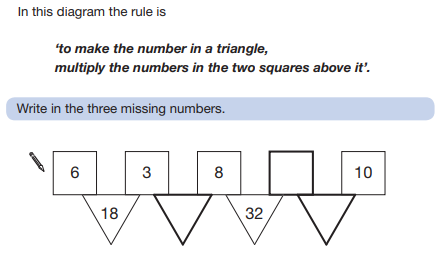 In this diagram the rule is
‘to make the number in a triangle,
multiply the numbers in the two squares above it’.
Write in the three missing numbers.
6 3 8 10
18 32